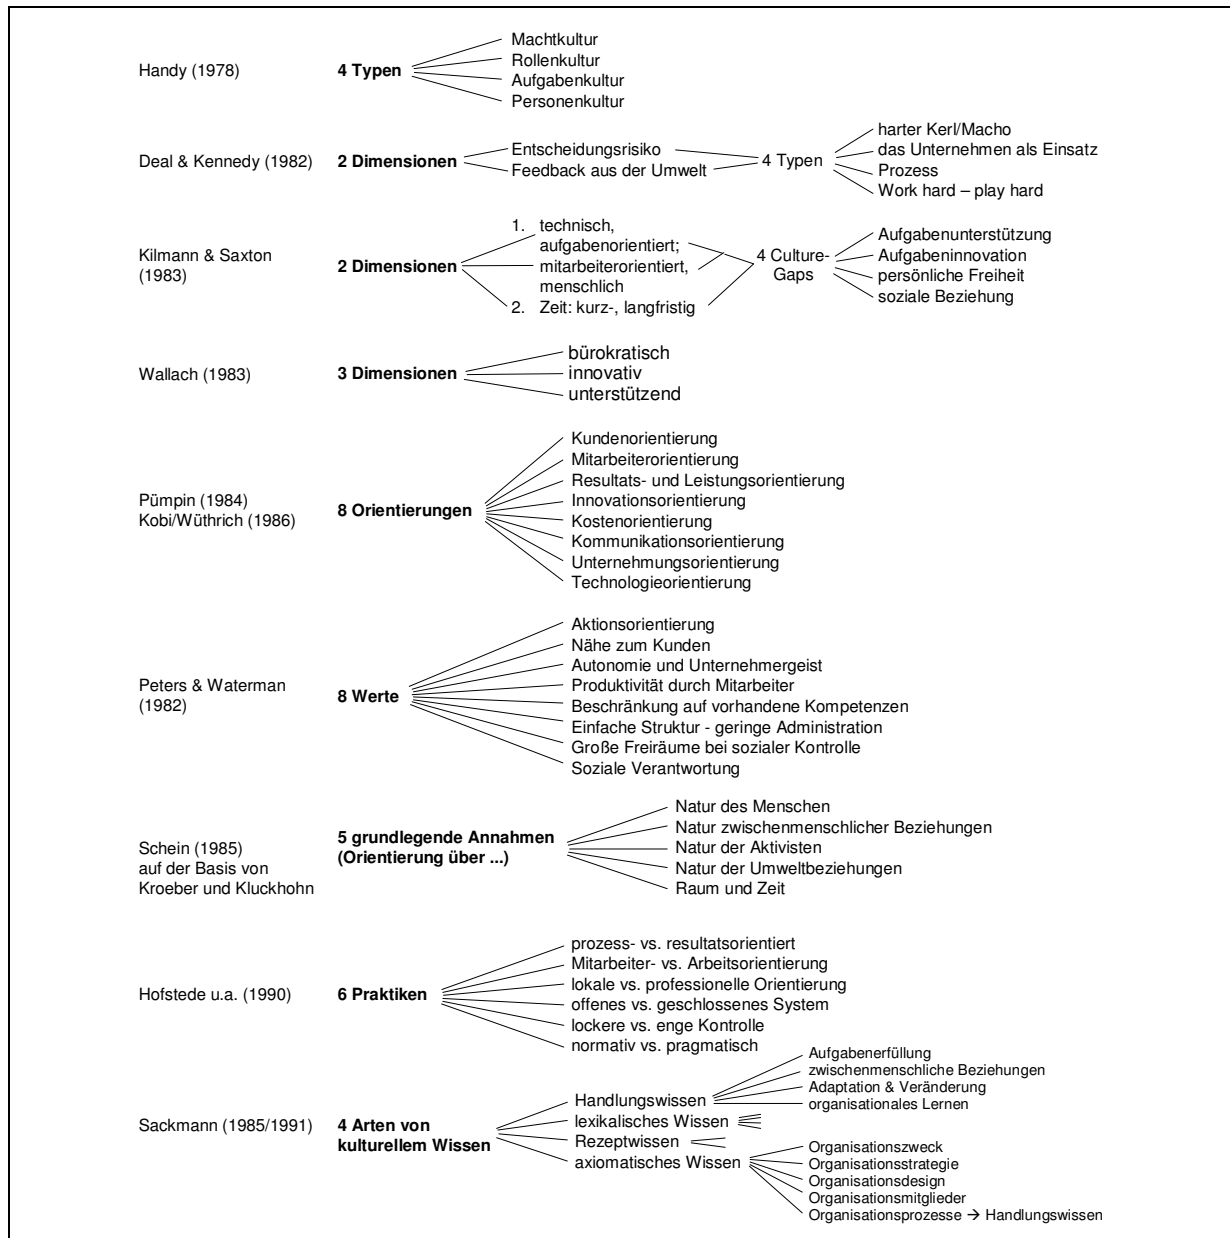 Handy (1978)
4 Typen
Machtkultur
Rollenkultur
Aufgabenkultur
Personenkultur
Deal & Kennedy (1982)
2 Dimensionen
Entscheidungsrisiko
Feedback aus der Umwelt
4 Typen
harter Kerl/Macho
das Unternehmen als Einsatz
Prozess
Work hard – play hard
Kilmann & Saxton
(1983)
2 Dimensionen
1. technisch,
aufgabenorientiert;
mitarbeiterorientiert,
menschlich
2. Zeit: kurz-, langfristig
4 Culture-
Gaps
Aufgabenunterstützung
Aufgabeninnovation
persönliche Freiheit
soziale Beziehung
Wallach (1983)
3 Dimensionen
bürokratisch
innovativ
unterstützend
Pümpin (1984)
Kobi/Wüthrich (1986)
8 Orientierungen
Kundenorientierung
Mitarbeiterorientierung
Resultats- und Leistungsorientierung
Innovationsorientierung
Kostenorientierung
Kommunikationsorientierung
Unternehmungsorientierung
Technologieorientierung
Peters & Waterman
(1982)
8 Werte
Aktionsorientierung
Nähe zum Kunden
Autonomie und Unternehmergeist
Produktivität durch Mitarbeiter
Beschränkung auf vorhandene Kompetenzen
Einfache Struktur - geringe Administration
Große Freiräume bei sozialer Kontrolle
Soziale Verantwortung
Schein (1985)
auf der Basis von
Kroeber und Kluckhohn
5 grundlegende Annahmen
(Orientierung über ...)
Natur des Menschen
Natur zwischenmenschlicher Beziehungen
Natur der Aktivisten
Natur der Umweltbeziehungen
Raum und Zeit
Hofstede u.a. (1990)
6 Praktiken
prozess- vs. resultatsorientiert
Mitarbeiter- vs. Arbeitsorientierung
lokale vs. professionelle Orientierung
offenes vs. geschlossenes System
lockere vs. enge Kontrolle
normativ vs. pragmatisch
Sackmann (1985/1991)
4 Arten von
kulturellem Wissen
Handlungswissen
lexikalisches Wissen
Rezeptwissen
axiomatisches Wissen
Aufgabenerfüllung
zwischenmenschliche Beziehungen
Adaptation & Veränderung
organisationales Lernen
Organisationszweck
Organisationsstrategie
Organisationsdesign
Organisationsmitglieder
Organisationsprozesse → Handlungswissen